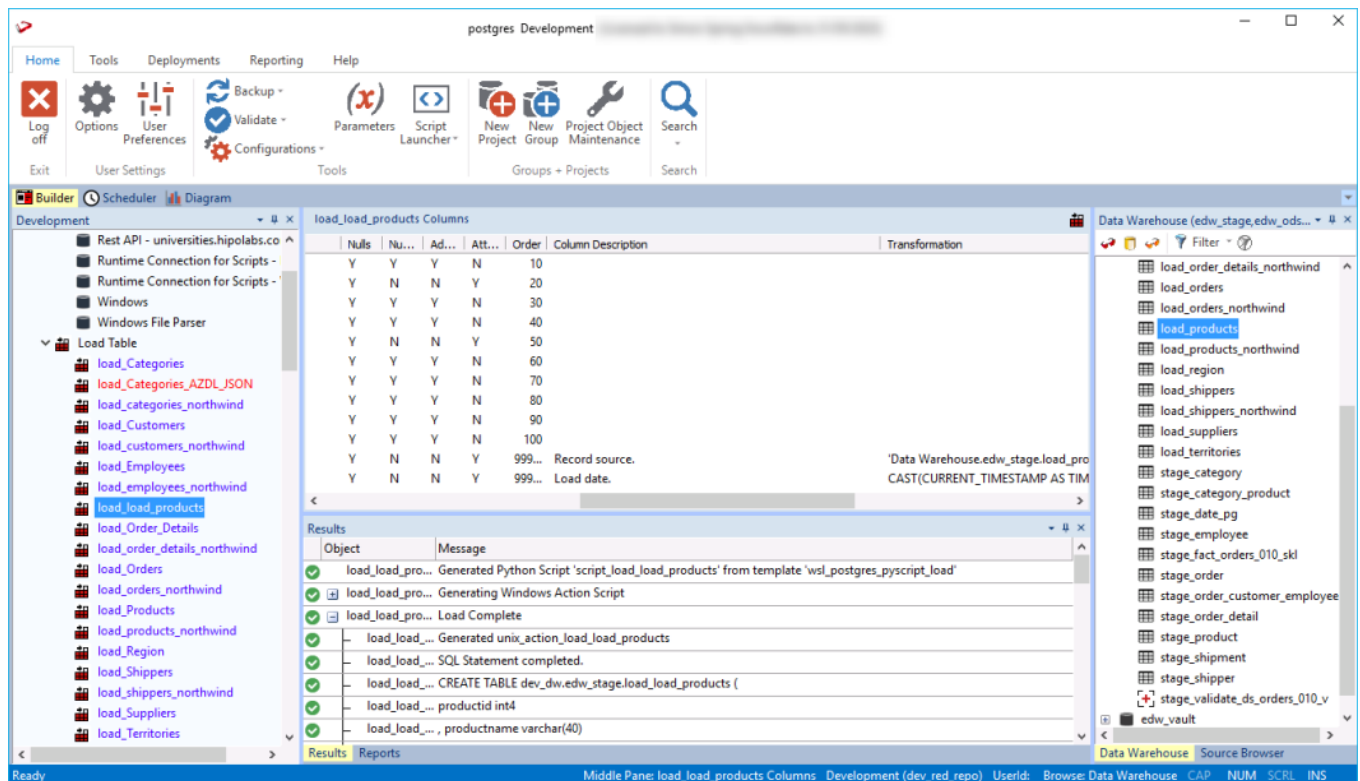 postgres Development
Home Tools Deployments Reporting Help
Log off
Options
User Preferences
Backup
Validate
Configurations
Parameters
Script Launcher
New Project
New Group
Project Object Maintenance
Search
Exit User Settings Tools Groups + Projects Search
Builder Scheduler Diagram
Development
Rest API - universities.hipolabs.co
Runtime Connection for Scripts -
Runtime Connection for Scripts - '
Windows
Windows File Parser
Load Table
load_Categories
load_Categories_AZDL_JSON
load_categories_northwind
load_Customers
load_customers_northwind
load_Employees
load_employees_northwind
load_load_products
load_Order_Details
load_order_details_northwind
load_Orders
load_orders_northwind
load_Products
load_products_northwind
load_Region
load_Shippers
load_shippers_northwind
load_Suppliers
load_Territories
load_load_products Columns
Nulls Nu... Ad... Att... Order Column Description Transformation
Y Y Y N 10
Y N N Y 20
Y Y Y N 30
Y Y Y N 40
Y N N Y 50
Y Y Y N 60
Y Y Y N 70
Y Y Y N 80
Y Y Y N 90
Y Y Y N 100
Y N N Y 999... Record source. 'Data Warehouse.edw_stage.load_pro
Y N N Y 999... Load date. CAST(CURRENT_TIMESTAMP AS TIM
Results
Object Message
load_load_pro... Generated Python Script 'script_load_load_products' from template 'wsl_postgres_pyscript_load'
load_load_pro... Generating Windows Action Script
load_load_pro... Load Complete
load_load_... Generated unix_action_load_load_products
load_load_... SQL Statement completed.
load_load_... CREATE TABLE dev_dw.edw_stage.load_load_products (
load_load_... productid int4
load_load_... , productname varchar(40)
Results Reports
Data Warehouse (edw_stage,edw_ods...
Filter
load_order_details_northwind
load_orders
load_orders_northwind
load_products
load_products_northwind
load_region
load_shippers
load_shippers_northwind
load_suppliers
load_territories
stage_category
stage_category_product
stage_date_pg
stage_employee
stage_fact_orders_010_skl
stage_order
stage_order_customer_employee
stage_order_detail
stage_product
stage_shipment
stage_shipper
stage_validate_ds_orders_010_v
edw_vault
Data Warehouse Source Browser
Ready Middle Pane: load_load_products Columns Development (dev_red_repo) UserId: Browse: Data Warehouse CAP NUM SCRL INS